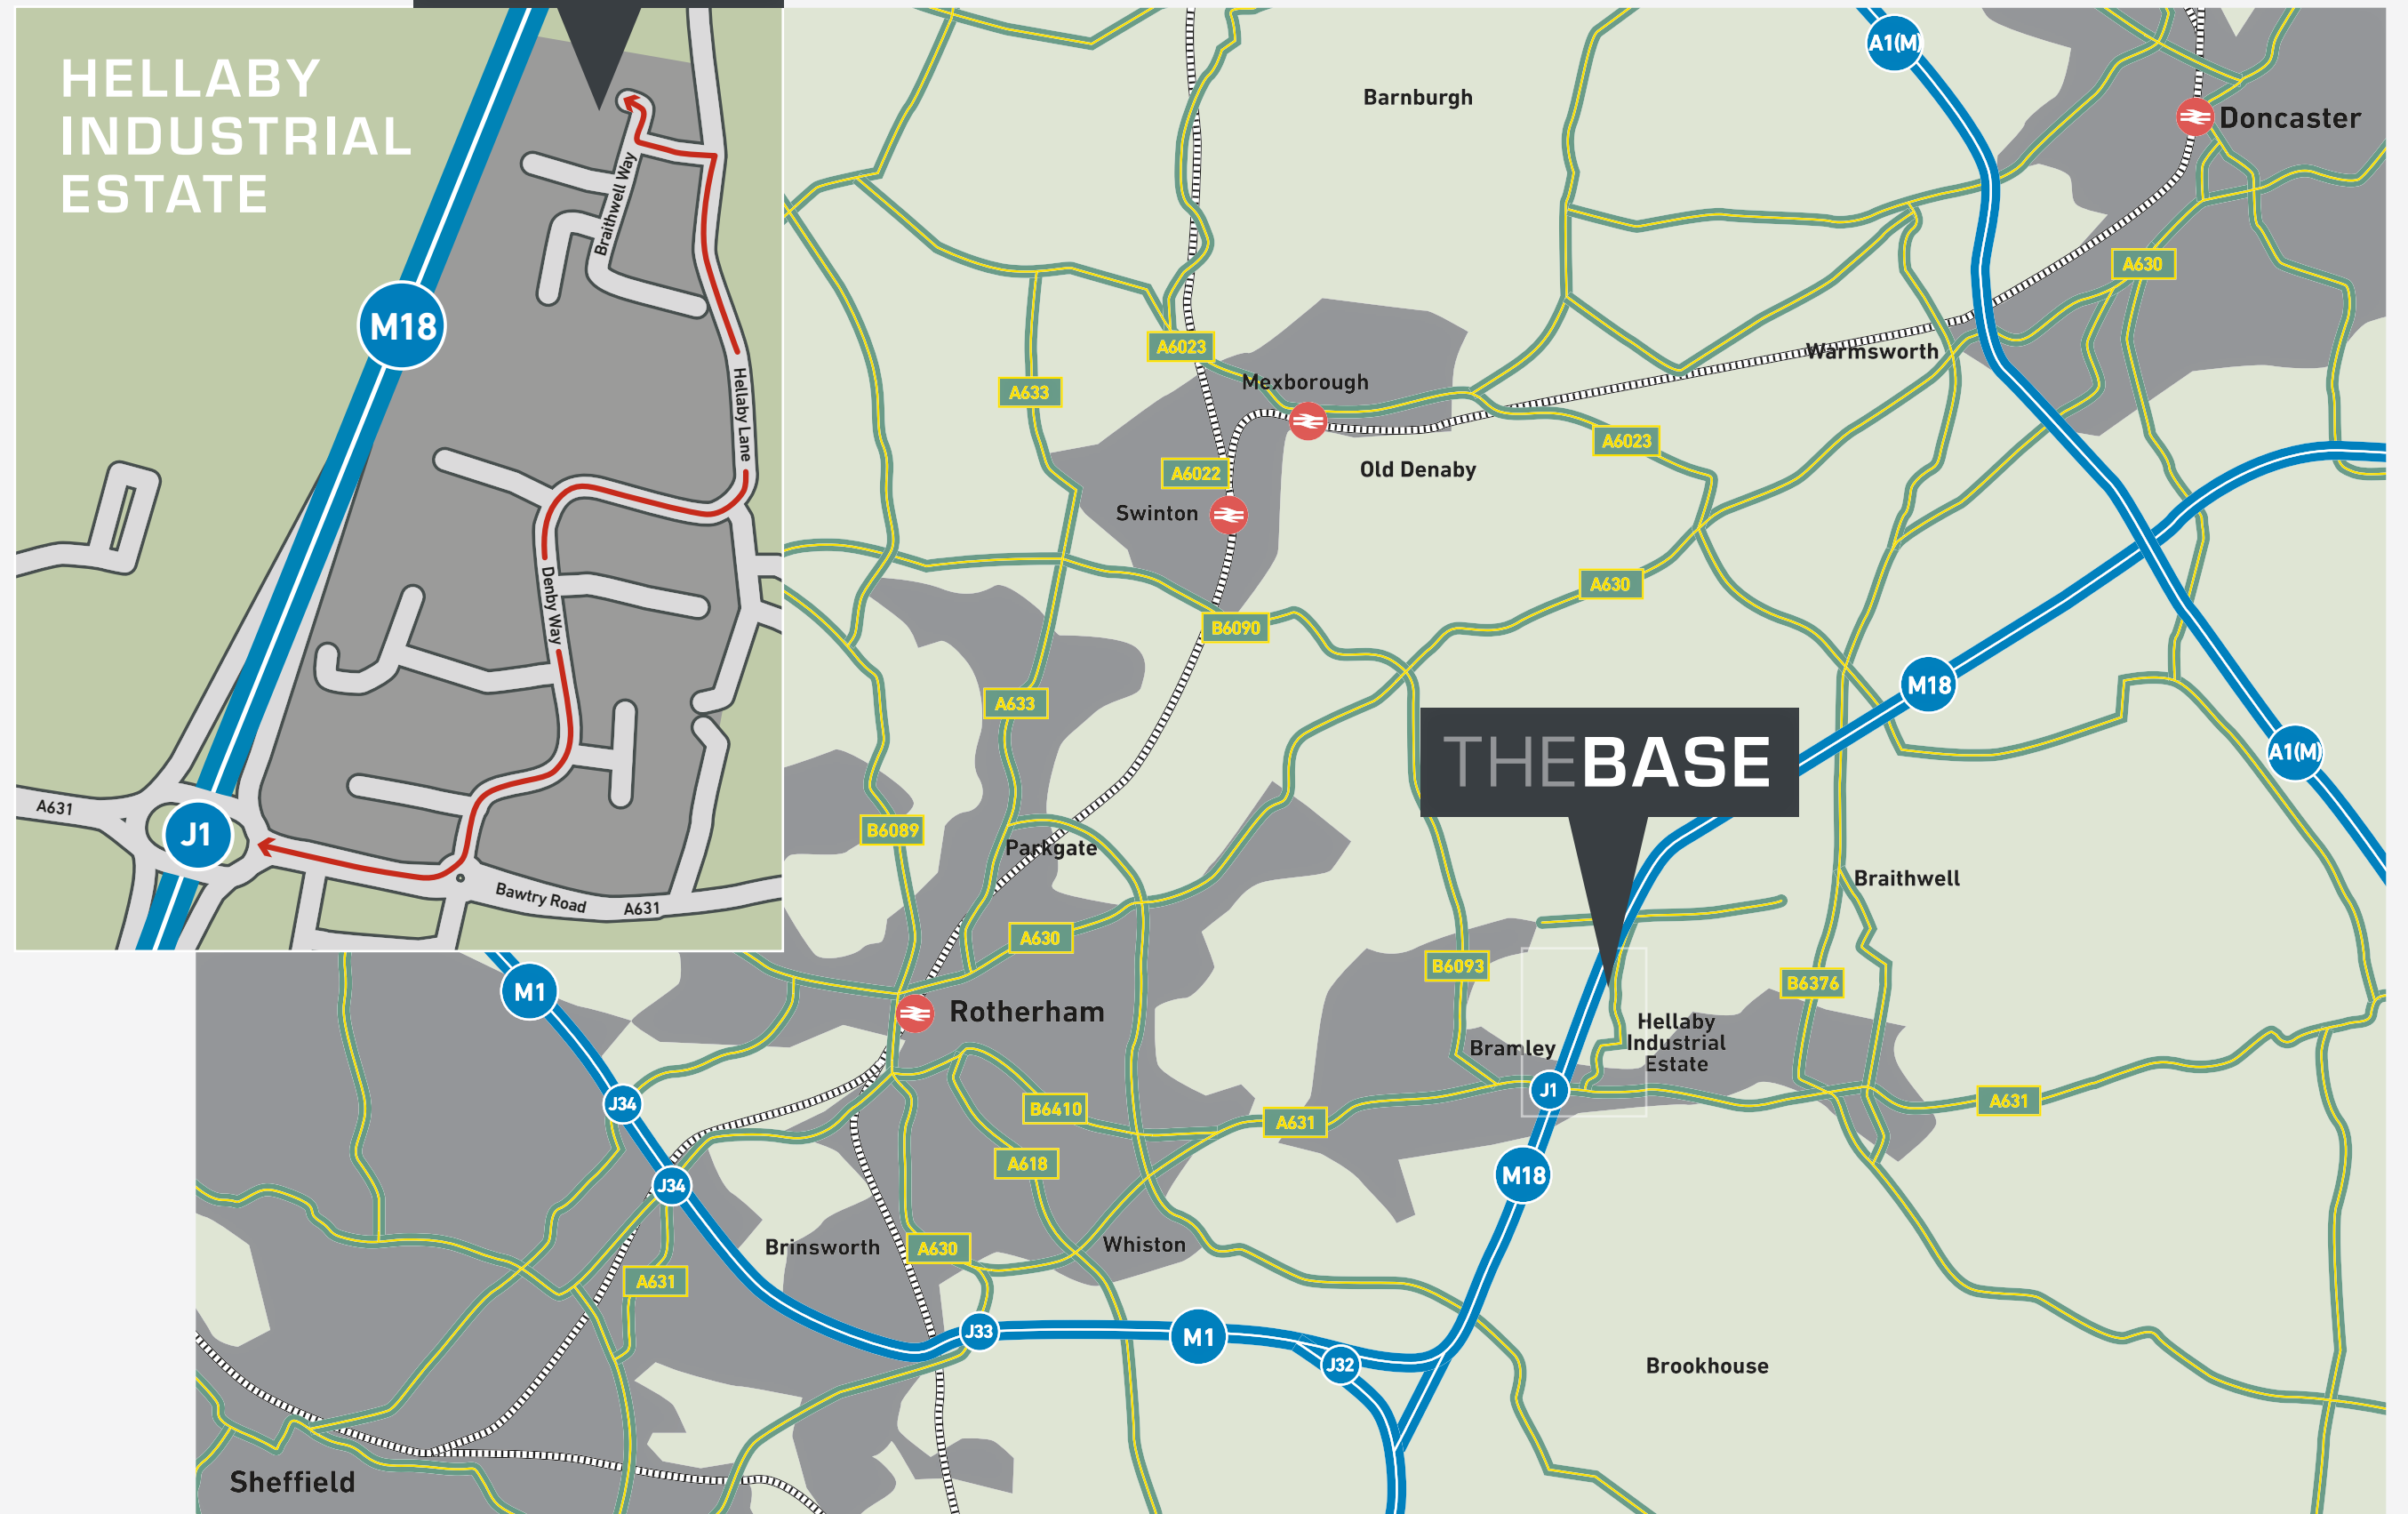 HELLABY
INDUSTRIAL
ESTATE
M18
Braithwell Way
Hellaby Lane
Denby Way
A631
J1
Bawtry Road
A631
A1(M)
Barnburgh
Doncaster
A630
A6023
Warmsworth
Mexborough
A633
A6023
Old Denaby
A6022
Swinton
A630
B6090
M18
A633
THEBASE
A1(M)
B6089
Parkgate
Braithwell
A630
B6093
B6376
M1
Rotherham
Hellaby
Industrial
Estate
Bramley
J1
J34
B6410
A631
A631
A618
M18
J34
Brinsworth
A630
Whiston
A631
J33
M1
J32
Brookhouse
Sheffield